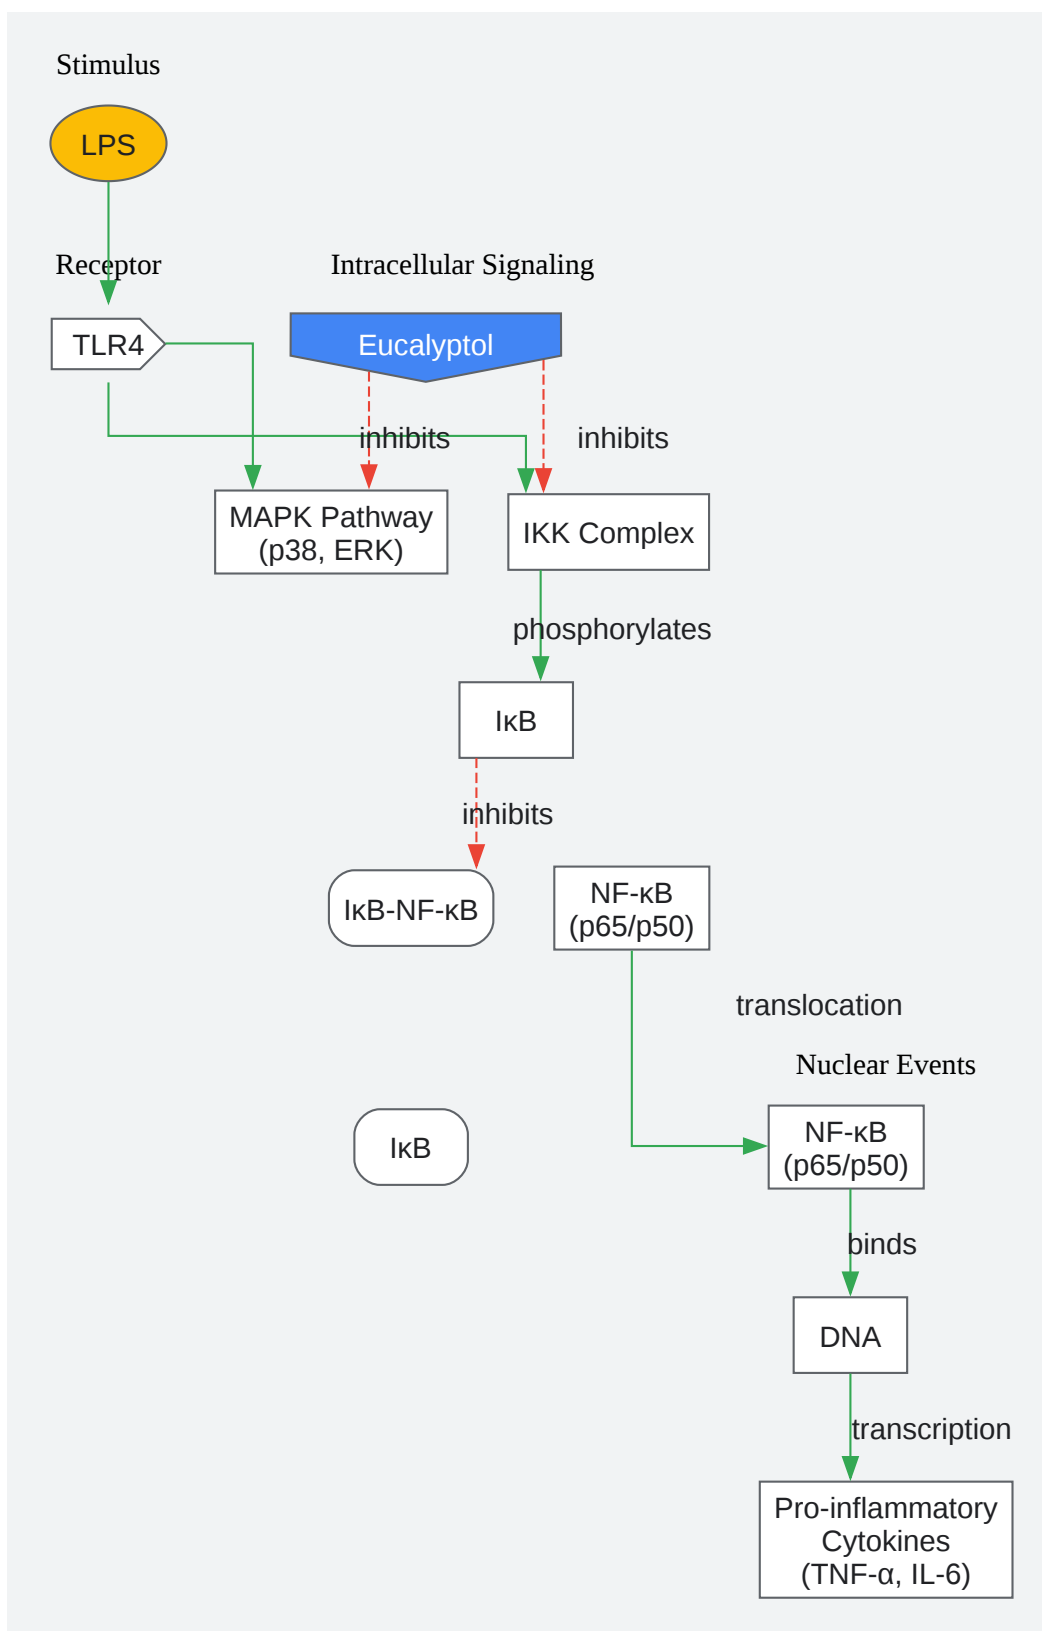 Stimulus
LPS
Receptor
Intracellular Signaling
TLR4
Eucalyptol
inhibits
inhibits
MAPK Pathway
(p38, ERK)
IKK Complex
phosphorylates
IκB
inhibits
IκB-NF-κB
NF-κB
(p65/p50)
translocation
Nuclear Events
IκB
NF-κB
(p65/p50)
binds
DNA
transcription
Pro-inflammatory
Cytokines
(TNF-α, IL-6)